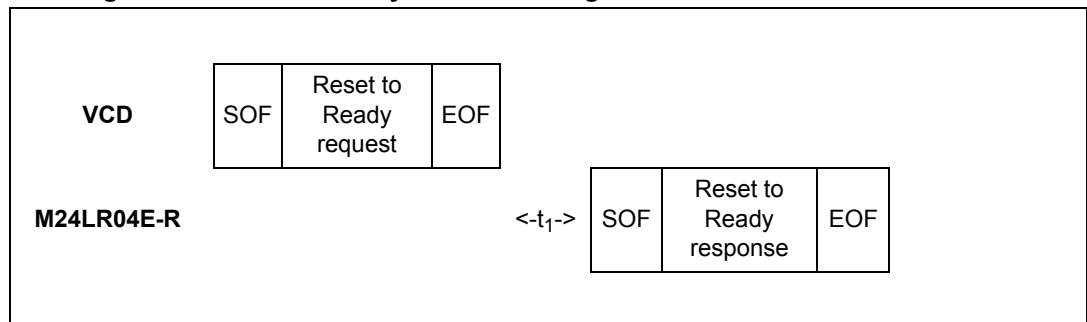 VCD
SOF
Reset to
Ready
request
EOF
M24LR04E-R
<-t1->
SOF
Reset to
Ready
response
EOF